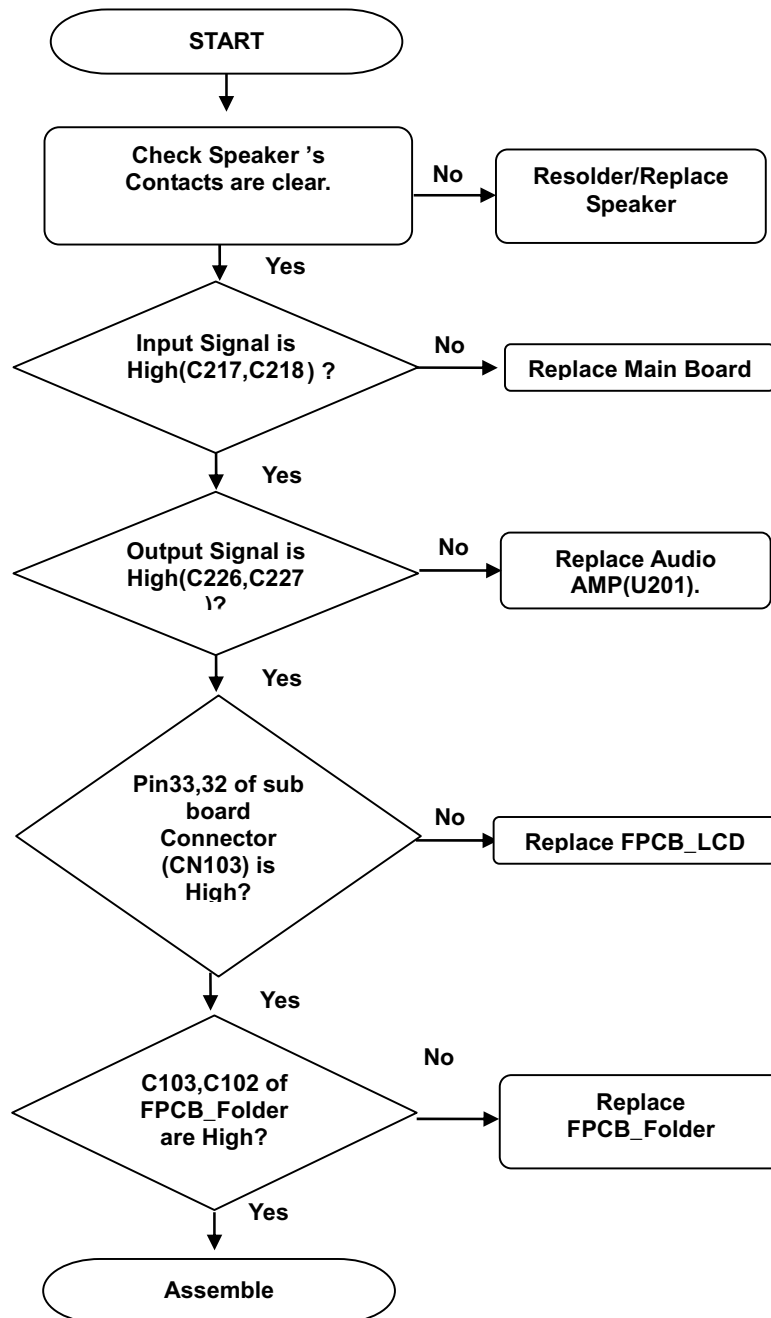 START
Check Speaker 's
Contacts are clear.
No
Resolder/Replace
Speaker
Yes
Input Signal is
High(C217,C218) ?
No
Replace Main Board
Yes
Output Signal is
High(C226,C227
)?
No
Replace Audio
AMP(U201).
Yes
Pin33,32 of sub
board
Connector
(CN103) is
High?
No
Replace FPCB_LCD
Yes
C103,C102 of
FPCB_Folder
are High?
No
Replace
FPCB_Folder
Yes
Assemble